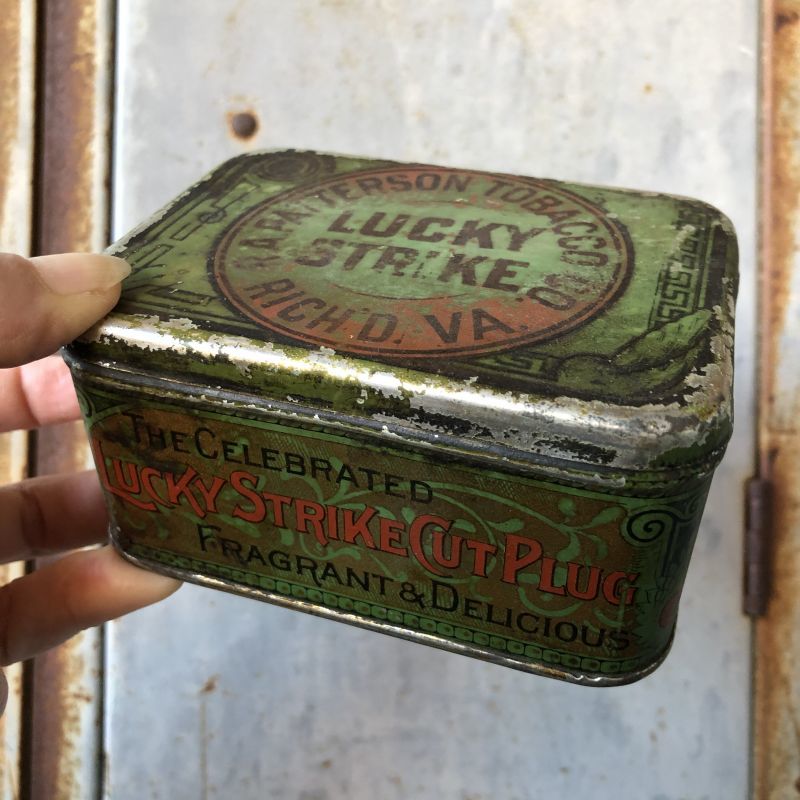 R.A. PATTERSON TOBACCO CO.
LUCKY
STRIKE
RICH'D. VA.
THE CELEBRATED
LUCKY STRIKE CUT PLUG
FRAGRANT & DELICIOUS